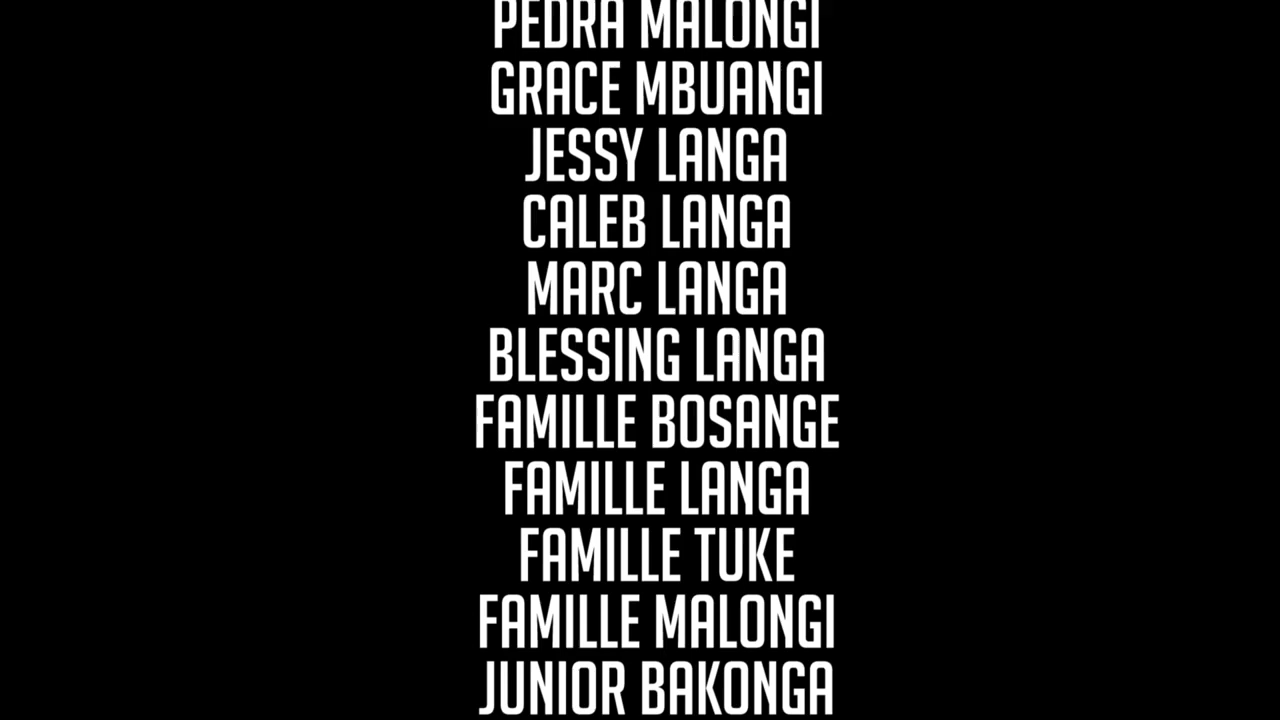 PEDRA MALONGI
GRACE MBUANGI
JESSY LANGA
CALEB LANGA
MARC LANGA
BLESSING LANGA
FAMILLE BOSANGE
FAMILLE LANGA
FAMILLE TUKE
FAMILLE MALONGI
JUNIOR BAKONGA